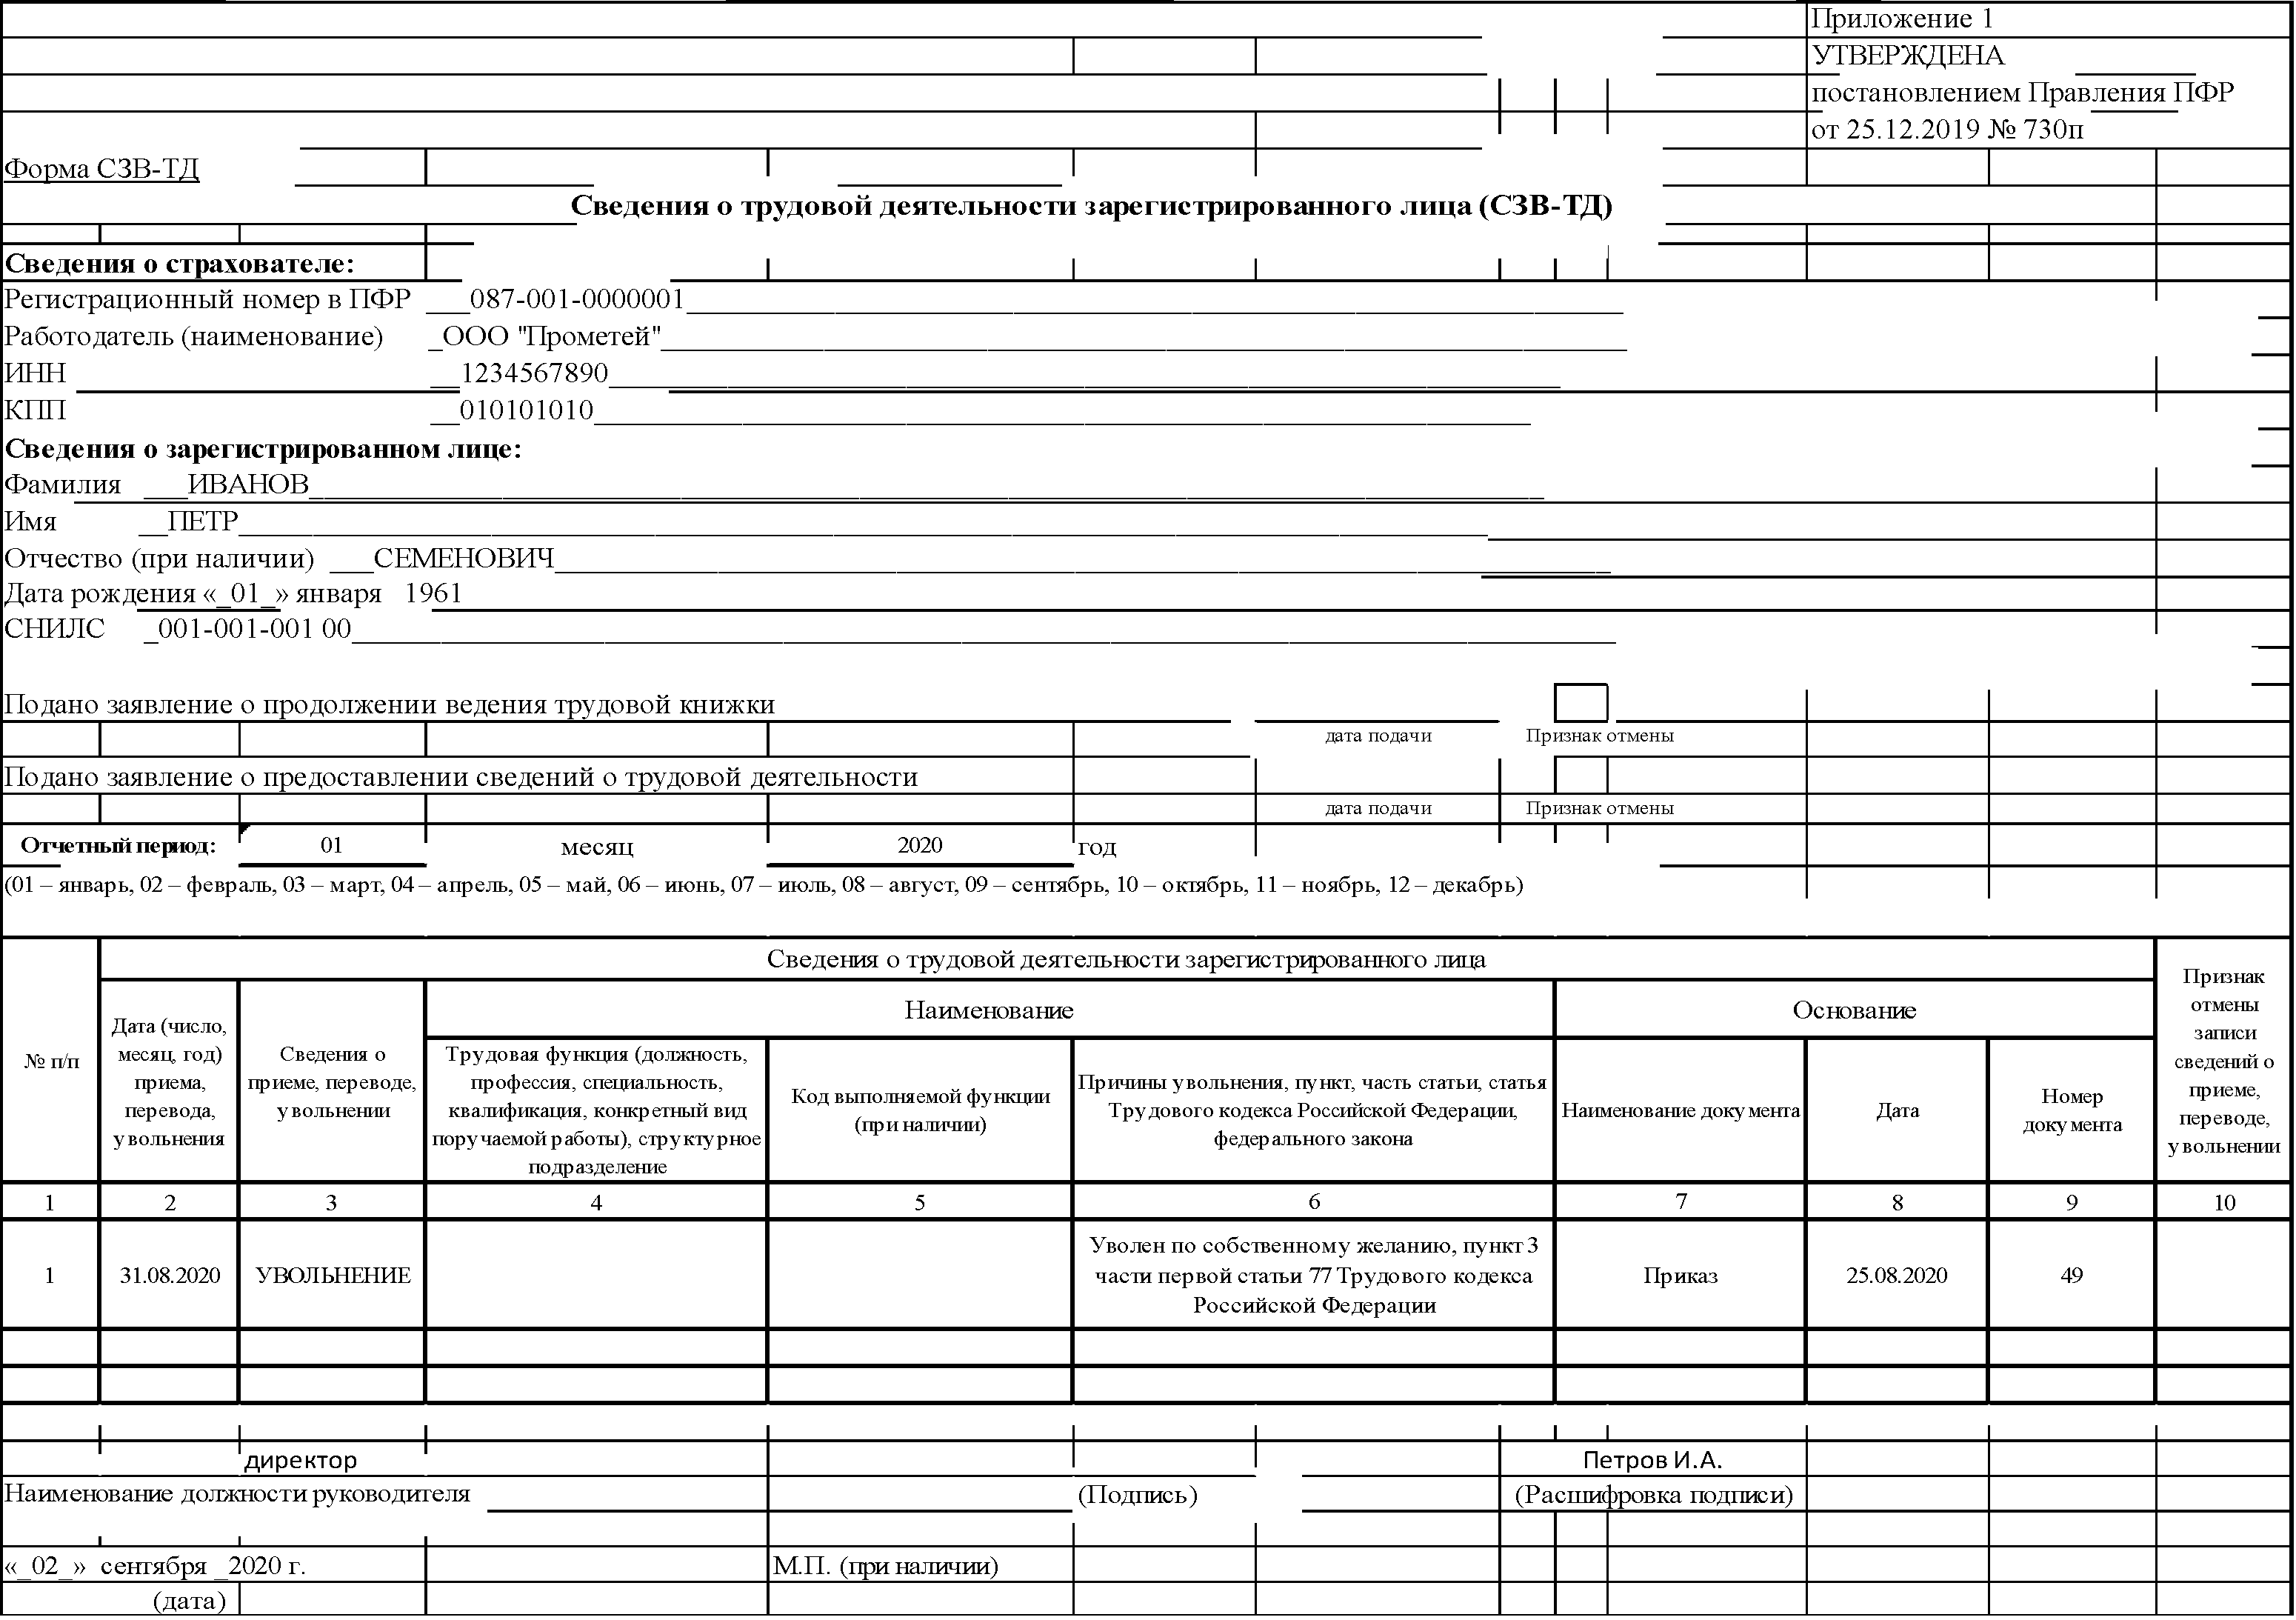 Приложение 1
УТВЕРЖДЕНА
постановлением Правления ПФР
от 25.12.2019 № 730п
Форма СЗВ-ТД
Сведения о трудовой деятельности зарегистрированного лица (СЗВ-ТД)
Сведения о страхователе:
Регистрационный номер в ПФР ___087-001-0000001
Работодатель (наименование) _ООО "Прометей"
ИНН __1234567890
КПП __010101010
Сведения о зарегистрированном лице:
Фамилия ___ИВАНОВ
Имя __ПЕТР
Отчество (при наличии) ___СЕМЕНОВИЧ
Дата рождения «_01_» января 1961
СНИЛС _001-001-001 00
Подано заявление о продолжении ведения трудовой книжки
дата подачи Признак отмены
Подано заявление о предоставлении сведений о трудовой деятельности
дата подачи Признак отмены
Отчетный период: 01 месяц 2020 год
(01 – январь, 02 – февраль, 03 – март, 04 – апрель, 05 – май, 06 – июнь, 07 – июль, 08 – август, 09 – сентябрь, 10 – октябрь, 11 – ноябрь, 12 – декабрь)
№ п/п
Сведения о трудовой деятельности зарегистрированного лица
Признак
отмены
записи
сведений о
приеме,
переводе,
увольнении
Дата (число,
месяц, год)
приема,
перевода,
увольнения
Сведения о
приеме, переводе,
увольнении
Наименование
Основание
Трудовая функция (должность,
профессия, специальность,
квалификация, конкретный вид
поручаемой работы), структурное
подразделение
Код выполняемой функции
(при наличии)
Причины увольнения, пункт, часть статьи, статья
Трудового кодекса Российской Федерации,
федерального закона
Наименование документа
Дата
Номер
документа
1 2 3 4 5 6 7 8 9 10
1
31.08.2020
УВОЛЬНЕНИЕ
Уволен по собственному желанию, пункт 3
части первой статьи 77 Трудового кодекса
Российской Федерации
Приказ
25.08.2020
49
директор Петров И.А.
Наименование должности руководителя (Подпись) (Расшифровка подписи)
«_02_» сентября _2020 г. М.П. (при наличии)
(дата)